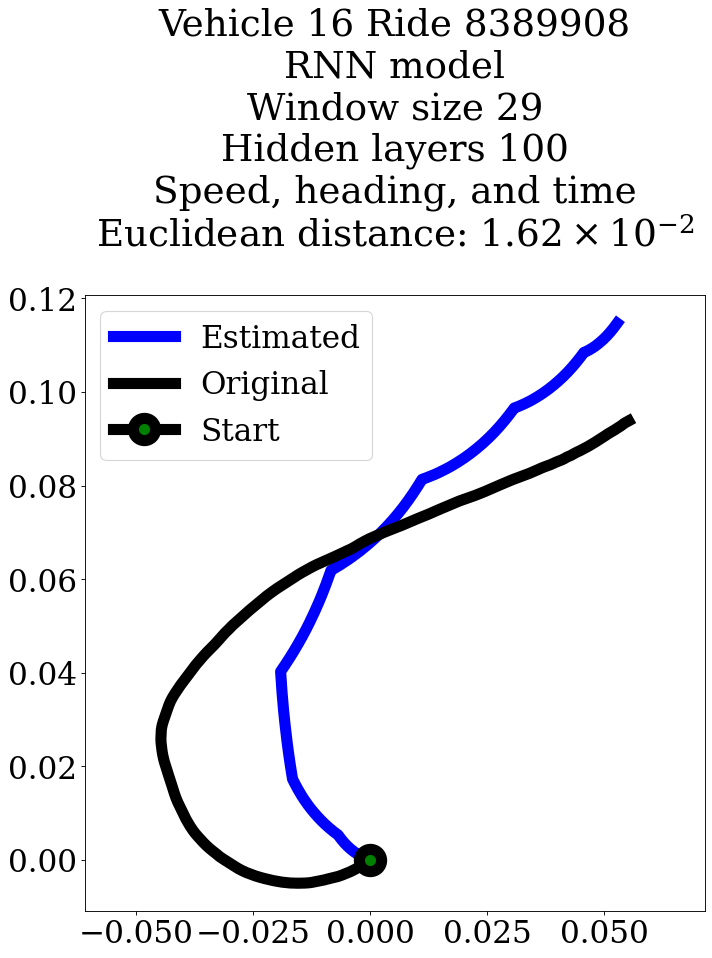 Vehicle 16 Ride 8389908
RNN model
Window size 29
Hidden layers 100
Speed, heading, and time
Euclidean distance: 1.62 × 10⁻²
Estimated
Original
Start
0.12
0.10
0.08
0.06
0.04
0.02
0.00
−0.050 −0.025 0.000 0.025 0.050